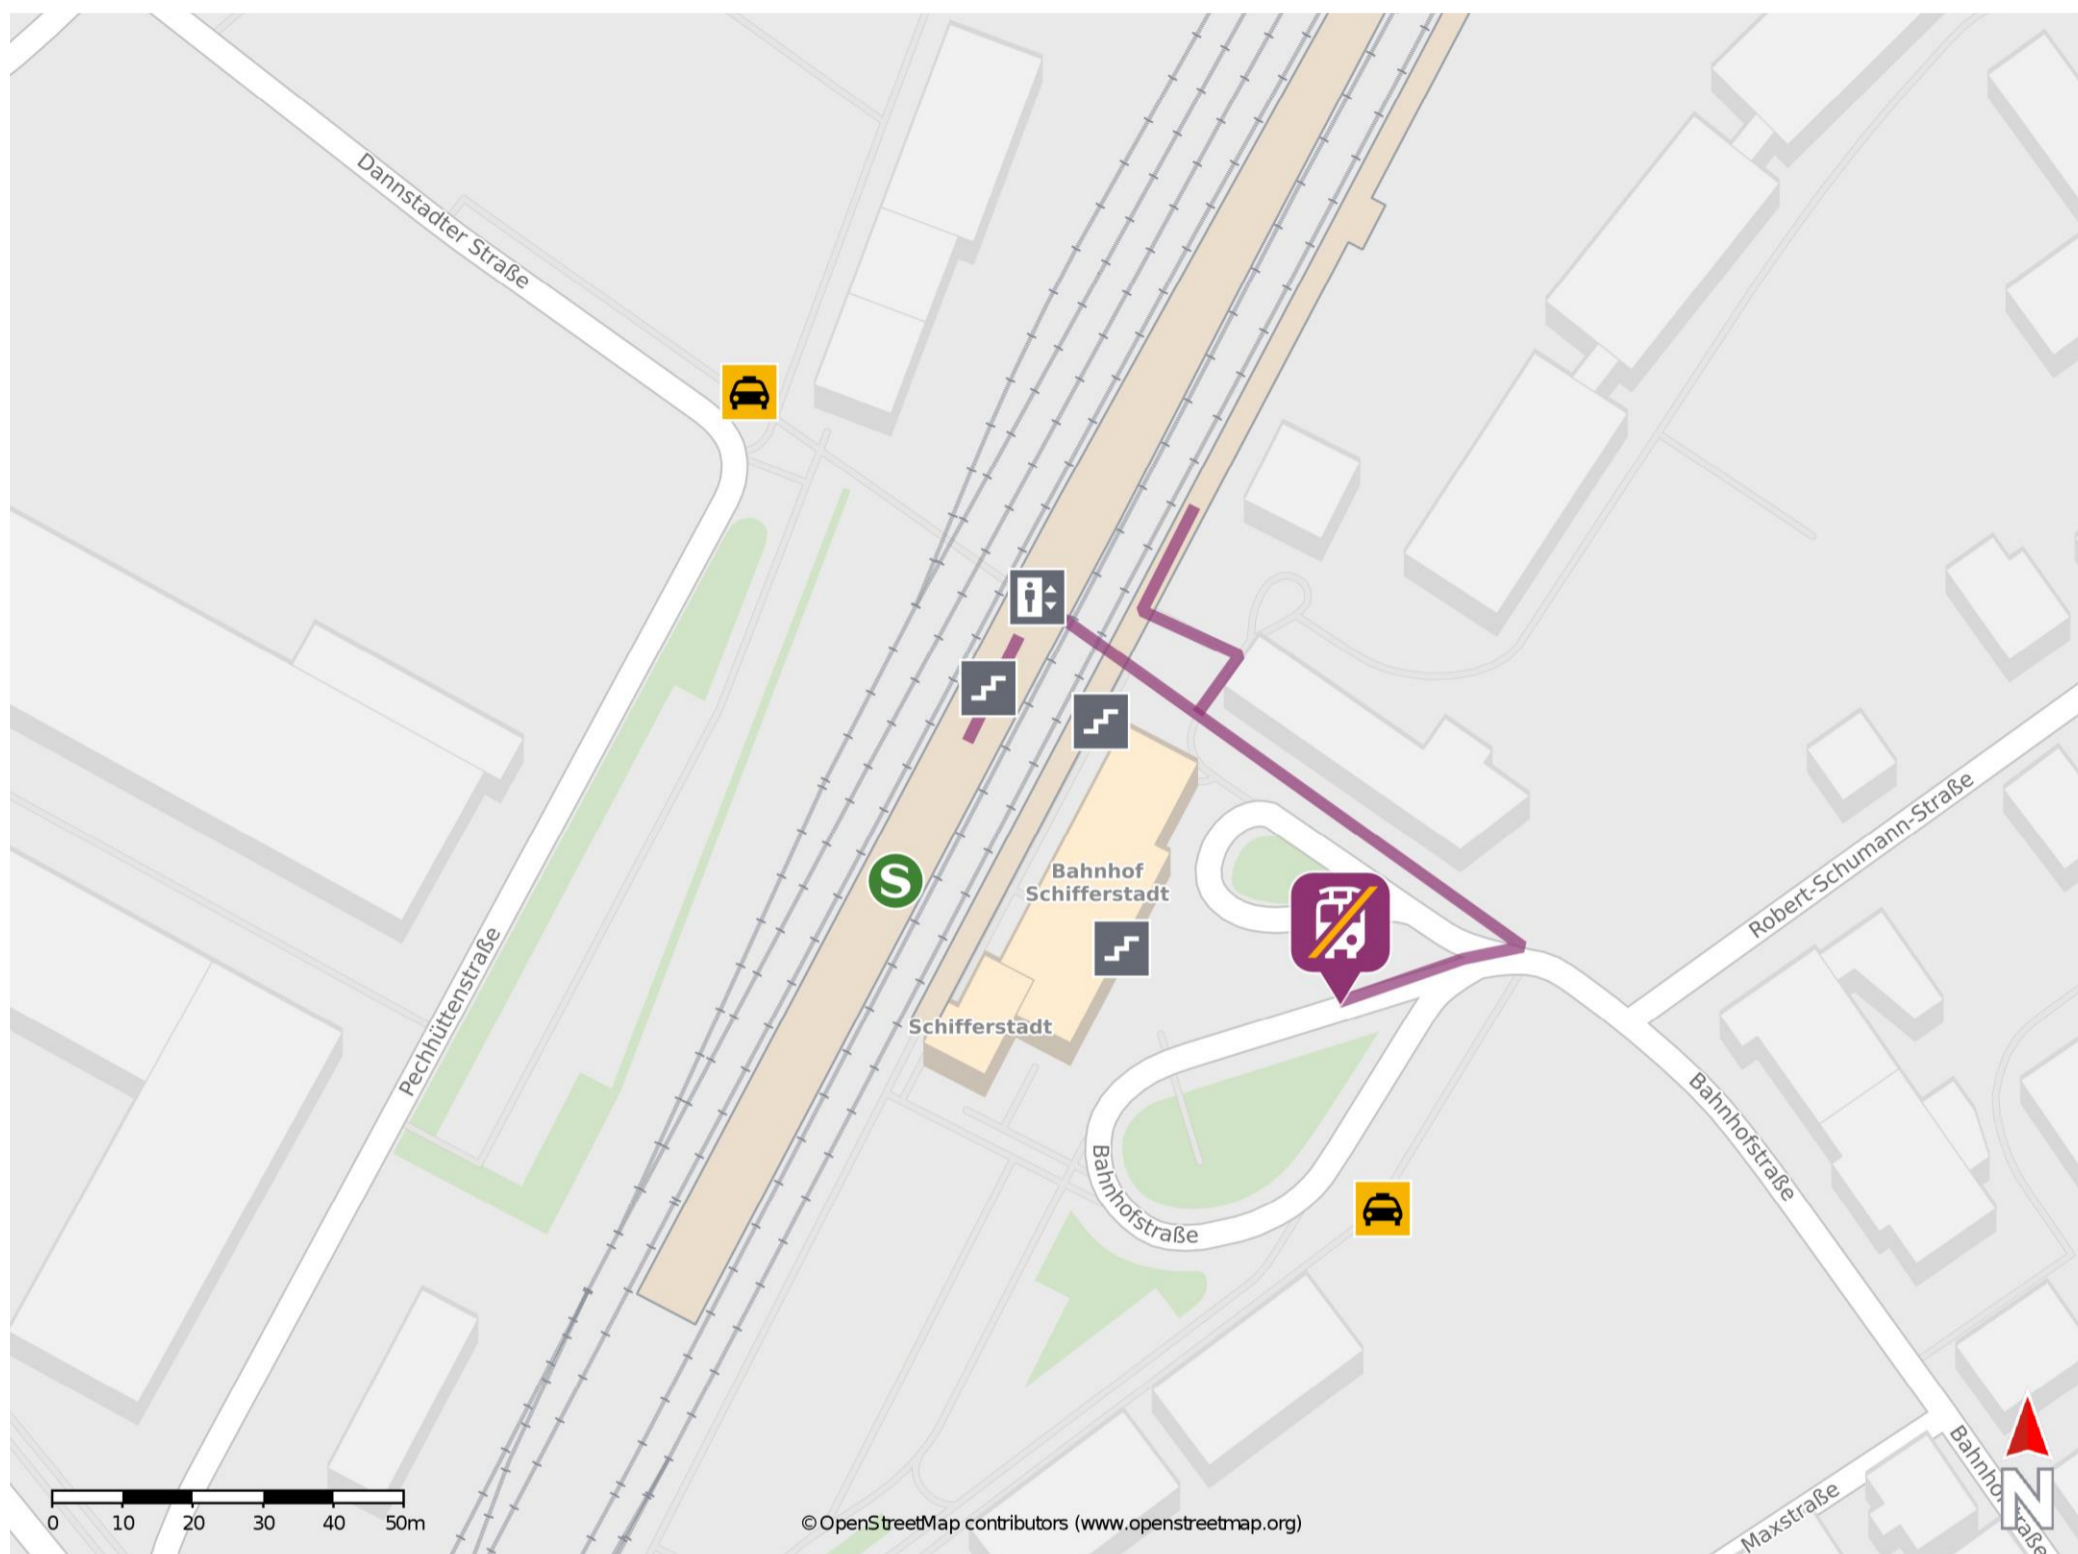 Dannstadter Straße
S
Bahnhof
Schifferstadt
Robert-Schumann-Straße
Pechhüttenstraße
Schifferstadt
Bahnhofstraße
Bahnhofstraße
Bahnhofstraße
Maxstraße
N
0 10 20 30 40 50m
© OpenStreetMap contributors (www.openstreetmap.org)